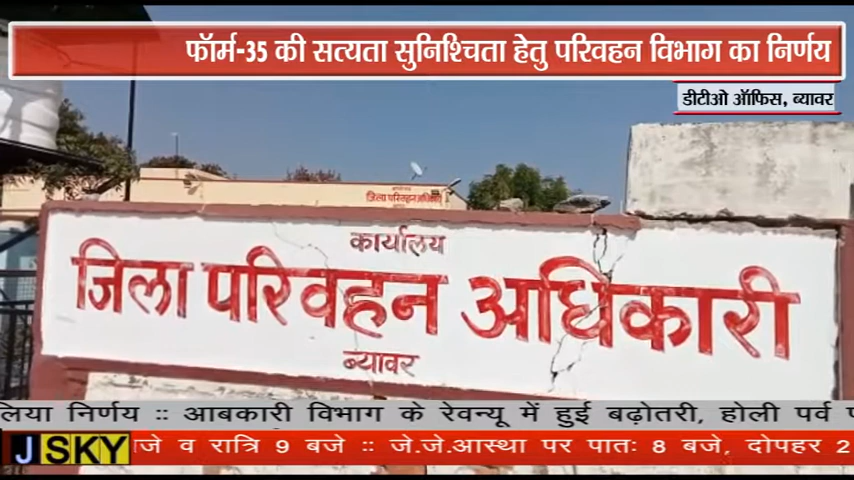 फॉर्म-35 की सत्यता सुनिश्चिता हेतु परिवहन विभाग का निर्णय
डीटीओ ऑफिस, ब्यावर
जिला परिवहन अधिकारी
कार्यालय
जिला परिवहन अधिकारी
ब्यावर
लिया निर्णय :: आबकारी विभाग के रेवन्यू में हुई बढ़ोतरी, होली पर्व प
J SKY जे व रात्रि 9 बजे :: जे.जे.आस्था पर पातः 8 बजे, दोपहर 2